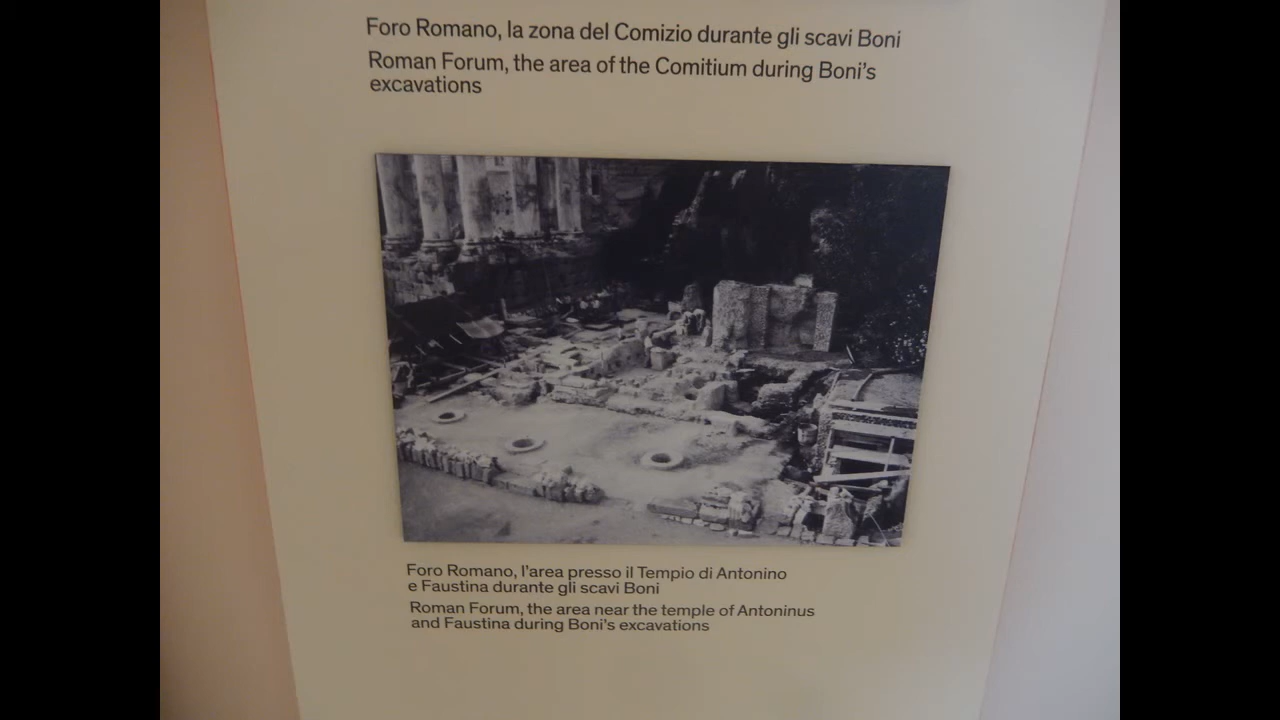 Foro Romano, la zona del Comizio durante gli scavi Boni
Roman Forum, the area of the Comitium during Boni's
excavations
Foro Romano, l'area presso il Tempio di Antonino
e Faustina durante gli scavi Boni
Roman Forum, the area near the temple of Antoninus
and Faustina during Boni's excavations